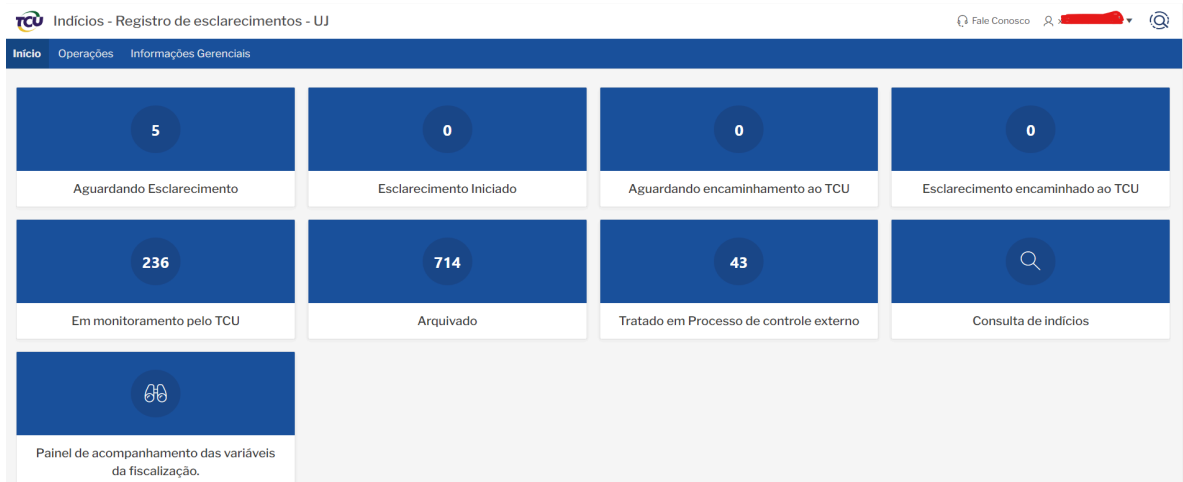 TCU Indícios - Registro de esclarecimentos - UJ
Fale Conosco
Início Operações Informações Gerenciais
5
Aguardando Esclarecimento
0
Esclarecimento Iniciado
0
Aguardando encaminhamento ao TCU
0
Esclarecimento encaminhado ao TCU
236
Em monitoramento pelo TCU
714
Arquivado
43
Tratado em Processo de controle externo
Consulta de indícios
Painel de acompanhamento das variáveis
da fiscalização.